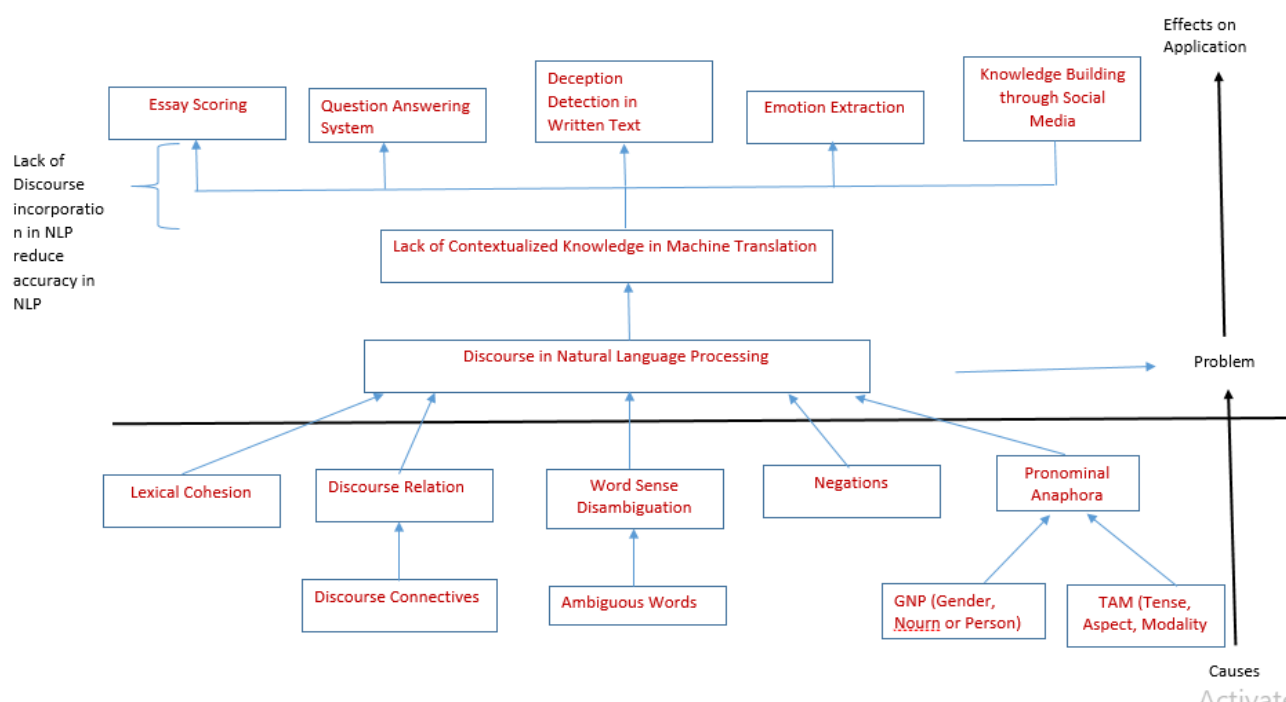 Effects on
Application
Essay Scoring
Question Answering
System
Deception
Detection in
Written Text
Emotion Extraction
Knowledge Building
through Social
Media
Lack of
Discourse
incorporatio
n in NLP
reduce
accuracy in
NLP
Lack of Contextualized Knowledge in Machine Translation
Discourse in Natural Language Processing
Problem
Lexical Cohesion
Discourse Relation
Word Sense
Disambiguation
Negations
Pronominal
Anaphora
Discourse Connectives
Ambiguous Words
GNP (Gender,
Nourn or Person)
TAM (Tense,
Aspect, Modality
Causes
Activate